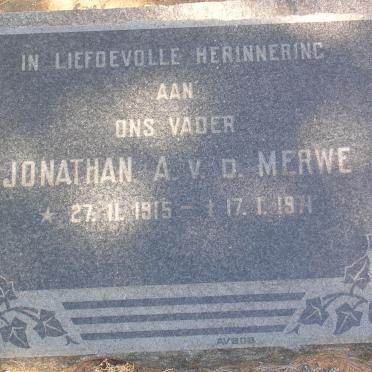 IN LIEFDEVOLLE HERINNERING
AAN
ONS VADER
JONATHAN A. V. D. MERWE
★ 27. 11. 1915 – † 17. 1. 1971
AVBOB